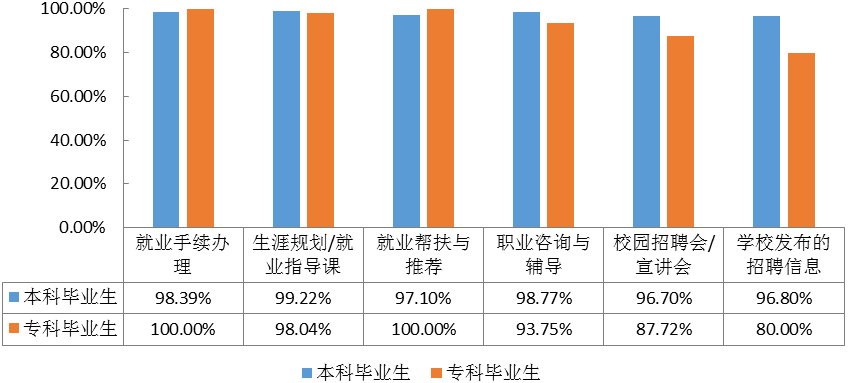 100.00%
80.00%
60.00%
40.00%
20.00%
0.00%
就业手续办理
生涯规划/就业指导课
就业帮扶与推荐
职业咨询与辅导
校园招聘会/宣讲会
学校发布的招聘信息
本科毕业生 98.39% 99.22% 97.10% 98.77% 96.70% 96.80%
专科毕业生 100.00% 98.04% 100.00% 93.75% 87.72% 80.00%
本科毕业生 专科毕业生